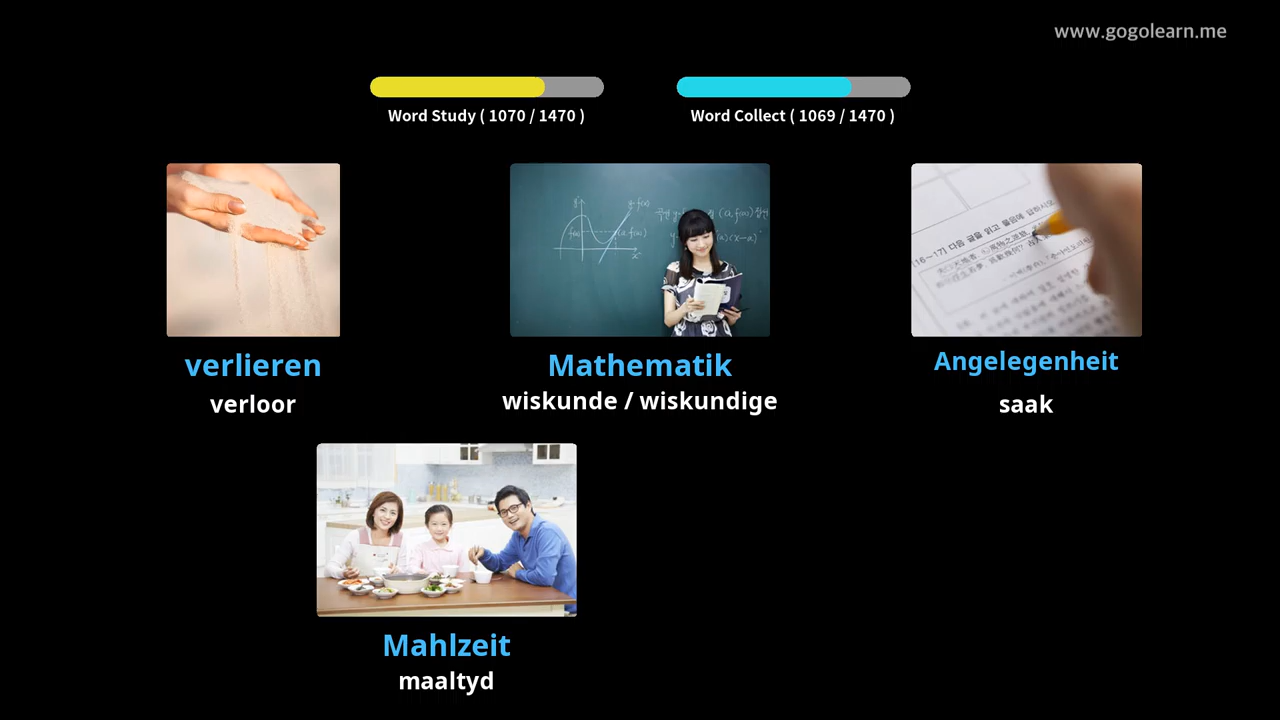 www.gogolearn.me
Word Study ( 1070 / 1470 )
Word Collect ( 1069 / 1470 )
verlieren
verloor
Mathematik
wiskunde / wiskundige
Angelegenheit
saak
Mahlzeit
maaltyd